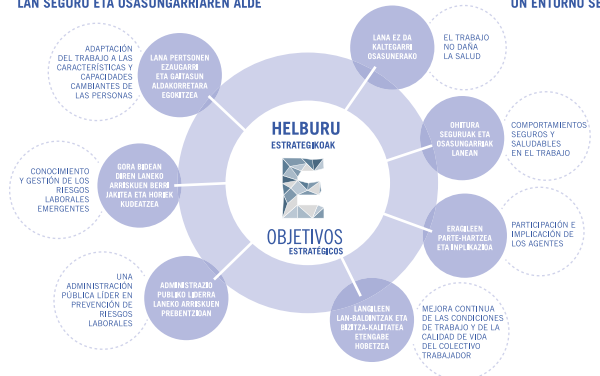 LAN SEGURO ETA OSASUNGARRIAREN ALDE
UN ENTORNO SE
HELBURU
ESTRATEGIKOAK
E
OBJETIVOS
ESTRATÉGICOS
LANA EZ DA
KALTEGARRI
OSASUNERAKO
EL TRABAJO
NO DAÑA
LA SALUD
OHITURA
SEGURUAK ETA
OSASUNGARRIAK
LANEAN
COMPORTAMIENTOS
SEGUROS Y
SALUDABLES
EN EL TRABAJO
ERAGILEEN
PARTE-HARTZEA
ETA INPLIKAZIOA
PARTICIPACIÓN E
IMPLICACIÓN DE
LOS AGENTES
LANGILEEN
LAN-BALDINTZAK ETA
BIZITZA-KALITATEA
ETENGABE
HOBETZEA
MEJORA CONTINUA
DE LAS CONDICIONES
DE TRABAJO Y DE LA
CALIDAD DE VIDA
DEL COLECTIVO
TRABAJADOR
UNA
ADMINISTRACIÓN
PÚBLICA LÍDER EN
PREVENCIÓN DE
RIESGOS
LABORALES
ADMINISTRAZIO
PUBLIKO LIDERRA
LANEKO ARRISKUEN
PREBENTZIOAN
CONOCIMIENTO
Y GESTIÓN DE LOS
RIESGOS
LABORALES
EMERGENTES
GORA BIDEAN
DIREN LANEKO
ARRISKUEN BERRI
JAKITEA ETA HORIEK
KUDEATZEA
ADAPTACIÓN
DEL TRABAJO A LAS
CARACTERÍSTICAS Y
CAPACIDADES
CAMBIANTES DE
LAS PERSONAS
LANA PERTSONEN
EZAUGARRI
ETA GAITASUN
ALDAKORRETARA
EGOKITZEA